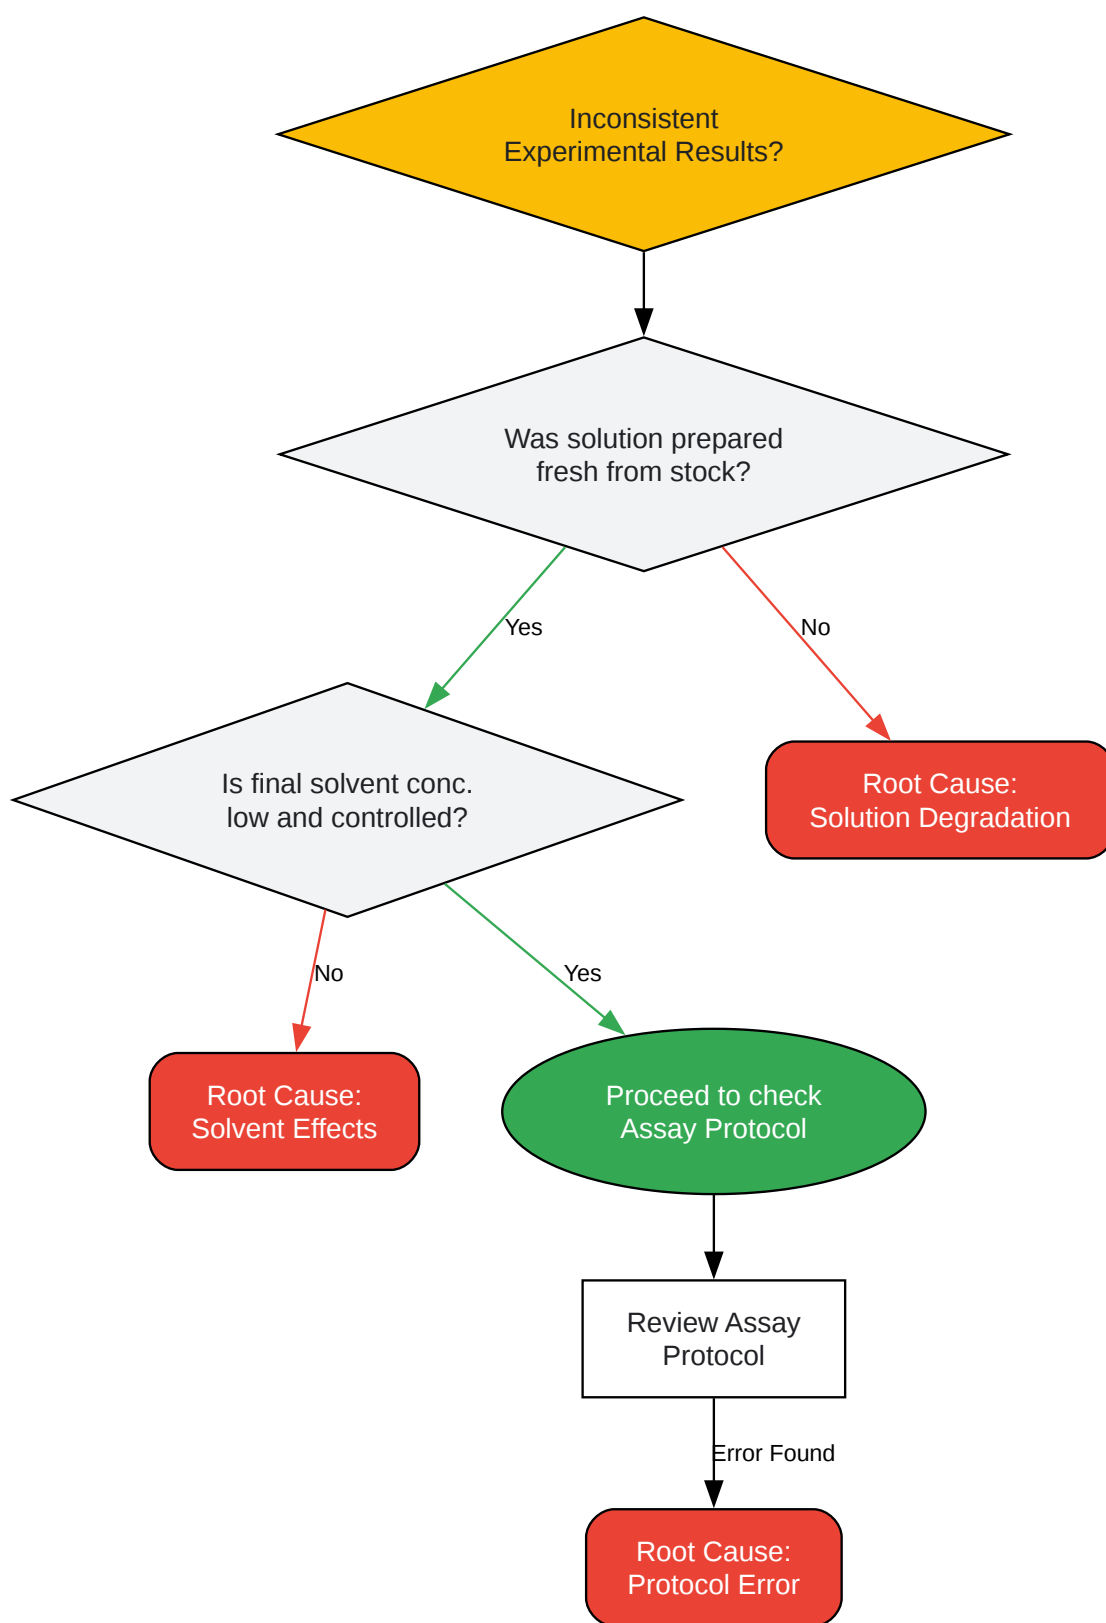 Inconsistent
Experimental Results?
Was solution prepared
fresh from stock?
Yes
No
Is final solvent conc.
low and controlled?
Root Cause:
Solution Degradation
No
Yes
Root Cause:
Solvent Effects
Proceed to check
Assay Protocol
Review Assay
Protocol
Error Found
Root Cause:
Protocol Error